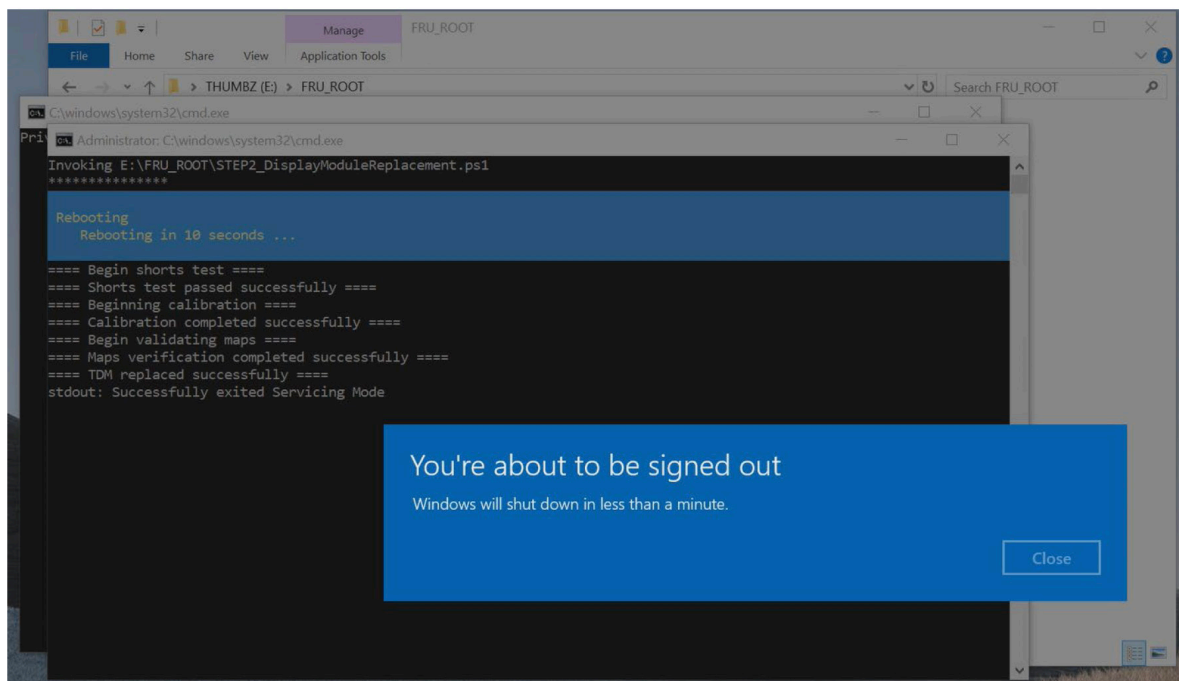 Manage
FRU_ROOT
File
Home
Share
View
Application Tools
THUMBZ (E:) > FRU_ROOT
Search FRU_ROOT
C:\windows\system32\cmd.exe
Pri
Administrator: C:\windows\system32\cmd.exe
Invoking E:\FRU_ROOT\STEP2_DisplayModuleReplacement.ps1
***************
Rebooting
Rebooting in 10 seconds ...
==== Begin shorts test ====
==== Shorts test passed successfully ====
==== Beginning calibration ====
==== Calibration completed successfully ====
==== Begin validating maps ====
==== Maps verification completed successfully ====
==== TDM replaced successfully ====
stdout: Successfully exited Servicing Mode
You're about to be signed out
Windows will shut down in less than a minute.
Close